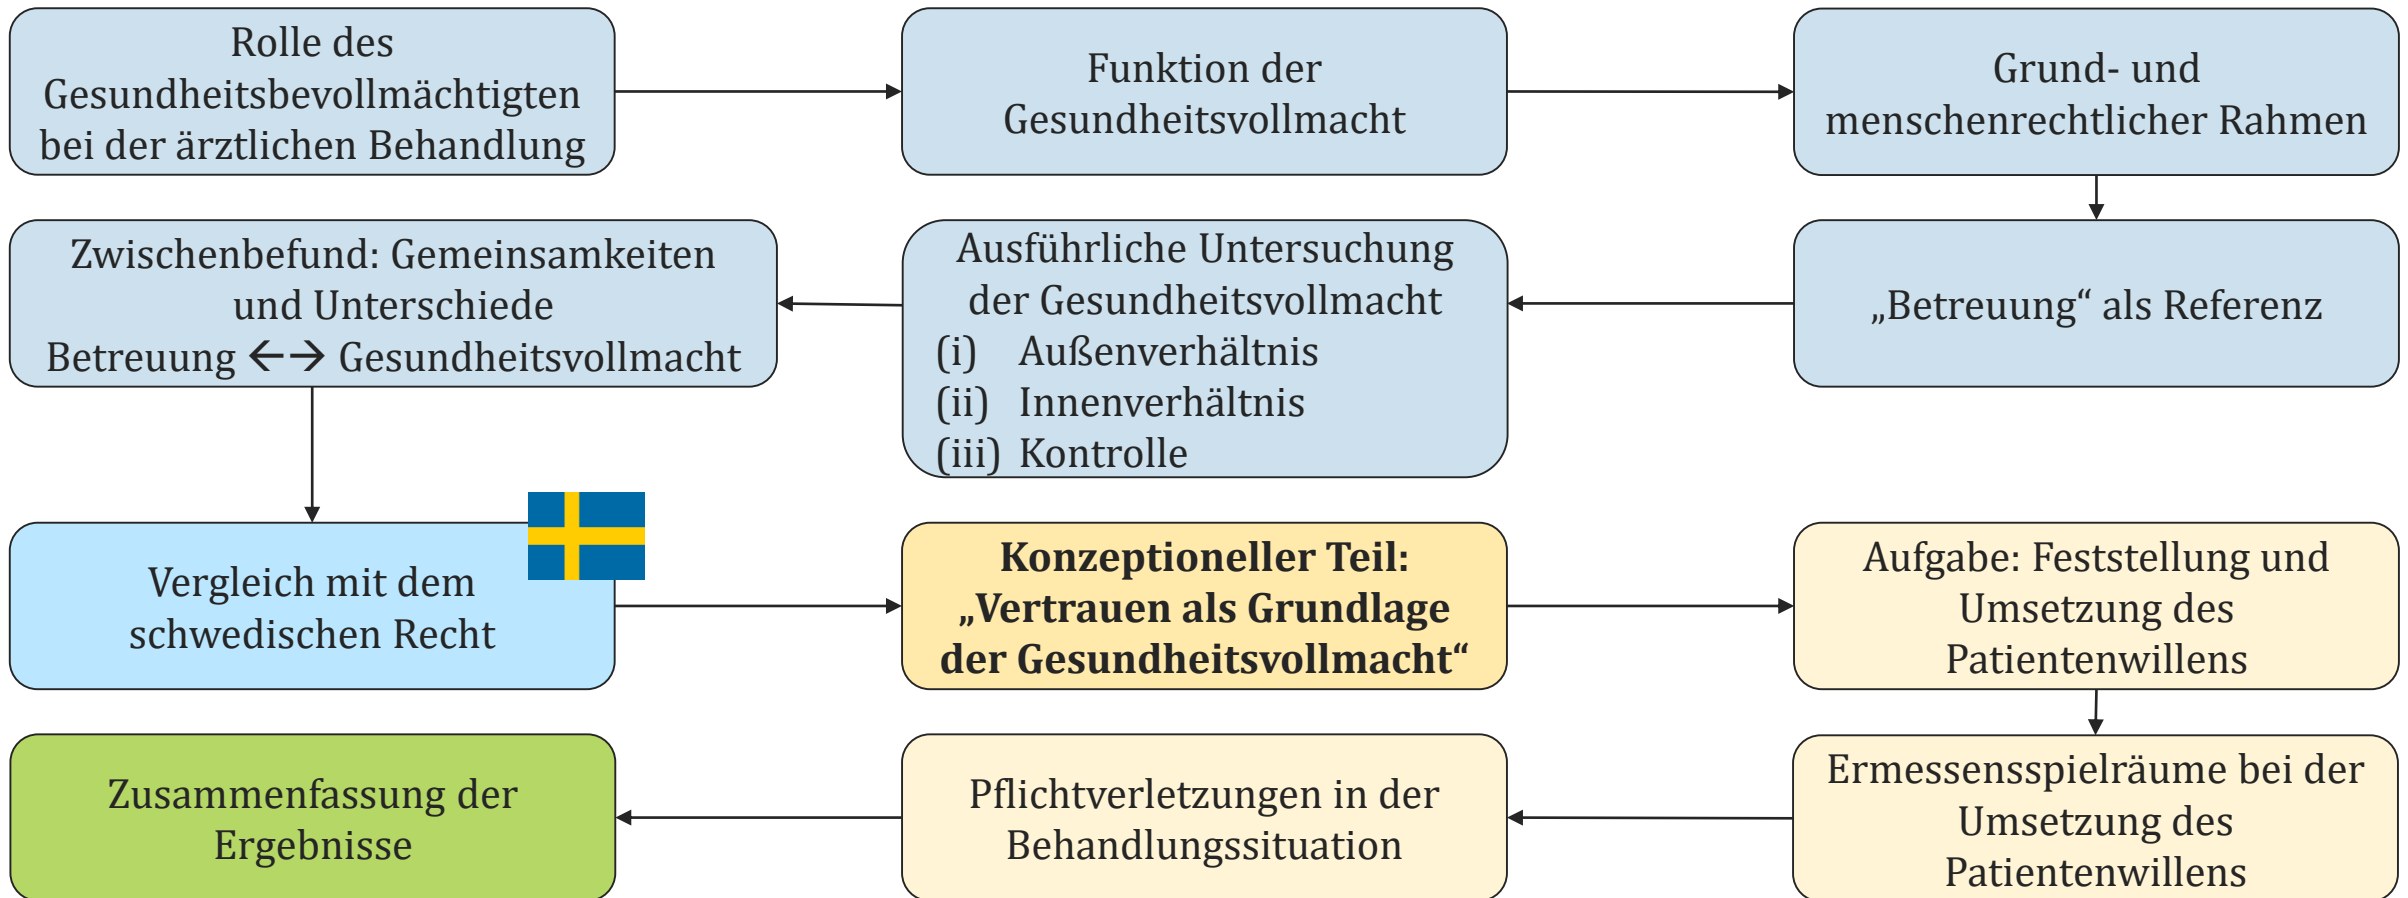 Rolle des
Gesundheitsbevollmächtigten
bei der ärztlichen Behandlung
Funktion der
Gesundheitsvollmacht
Grund- und
menschenrechtlicher Rahmen
„Betreuung“ als Referenz
Ausführliche Untersuchung
der Gesundheitsvollmacht
(i) Außenverhältnis
(ii) Innenverhältnis
(iii) Kontrolle
Zwischenbefund: Gemeinsamkeiten
und Unterschiede
Betreuung ←→ Gesundheitsvollmacht
Vergleich mit dem
schwedischen Recht
Konzeptioneller Teil:
„Vertrauen als Grundlage
der Gesundheitsvollmacht“
Aufgabe: Feststellung und
Umsetzung des
Patientenwillens
Ermessensspielräume bei der
Umsetzung des
Patientenwillens
Pflichtverletzungen in der
Behandlungssituation
Zusammenfassung der
Ergebnisse